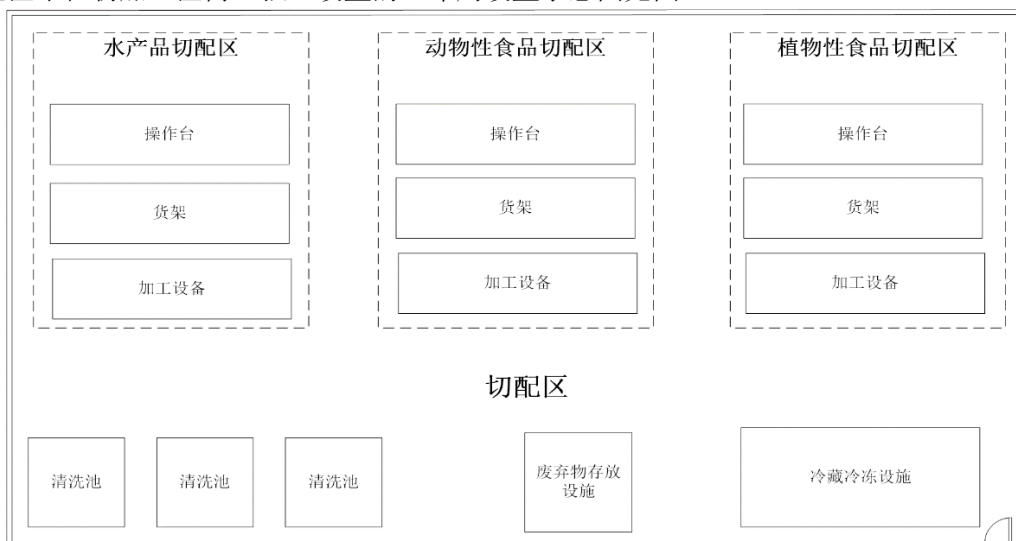 水产品切配区
动物性食品切配区
植物性食品切配区
操作台
操作台
操作台
货架
货架
货架
加工设备
加工设备
加工设备
切配区
清洗池
清洗池
清洗池
废弃物存放
设施
冷藏冷冻设施